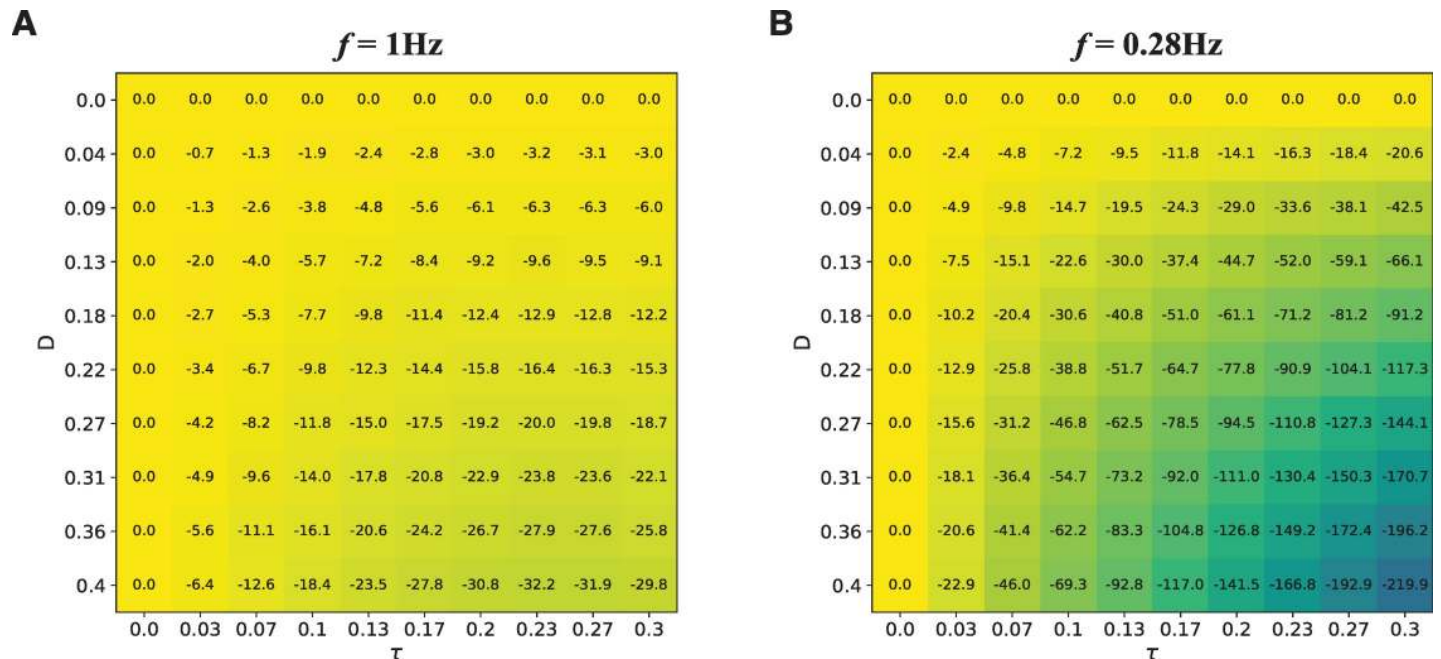 A
f = 1Hz
0.0 0.0 0.0 0.0 0.0 0.0 0.0 0.0 0.0 0.0 0.0
0.04 0.0 -0.7 -1.3 -1.9 -2.4 -2.8 -3.0 -3.2 -3.1 -3.0
0.09 0.0 -1.3 -2.6 -3.8 -4.8 -5.6 -6.1 -6.3 -6.3 -6.0
0.13 0.0 -2.0 -4.0 -5.7 -7.2 -8.4 -9.2 -9.6 -9.5 -9.1
0.18 0.0 -2.7 -5.3 -7.7 -9.8 -11.4 -12.4 -12.9 -12.8 -12.2
D
0.22 0.0 -3.4 -6.7 -9.8 -12.3 -14.4 -15.8 -16.4 -16.3 -15.3
0.27 0.0 -4.2 -8.2 -11.8 -15.0 -17.5 -19.2 -20.0 -19.8 -18.7
0.31 0.0 -4.9 -9.6 -14.0 -17.8 -20.8 -22.9 -23.8 -23.6 -22.1
0.36 0.0 -5.6 -11.1 -16.1 -20.6 -24.2 -26.7 -27.9 -27.6 -25.8
0.4 0.0 -6.4 -12.6 -18.4 -23.5 -27.8 -30.8 -32.2 -31.9 -29.8
0.0 0.03 0.07 0.1 0.13 0.17 0.2 0.23 0.27 0.3
τ
B
f = 0.28Hz
0.0 0.0 0.0 0.0 0.0 0.0 0.0 0.0 0.0 0.0 0.0
0.04 0.0 -2.4 -4.8 -7.2 -9.5 -11.8 -14.1 -16.3 -18.4 -20.6
0.09 0.0 -4.9 -9.8 -14.7 -19.5 -24.3 -29.0 -33.6 -38.1 -42.5
0.13 0.0 -7.5 -15.1 -22.6 -30.0 -37.4 -44.7 -52.0 -59.1 -66.1
0.18 0.0 -10.2 -20.4 -30.6 -40.8 -51.0 -61.1 -71.2 -81.2 -91.2
D
0.22 0.0 -12.9 -25.8 -38.8 -51.7 -64.7 -77.8 -90.9 -104.1 -117.3
0.27 0.0 -15.6 -31.2 -46.8 -62.5 -78.5 -94.5 -110.8 -127.3 -144.1
0.31 0.0 -18.1 -36.4 -54.7 -73.2 -92.0 -111.0 -130.4 -150.3 -170.7
0.36 0.0 -20.6 -41.4 -62.2 -83.3 -104.8 -126.8 -149.2 -172.4 -196.2
0.4 0.0 -22.9 -46.0 -69.3 -92.8 -117.0 -141.5 -166.8 -192.9 -219.9
0.0 0.03 0.07 0.1 0.13 0.17 0.2 0.23 0.27 0.3
τ